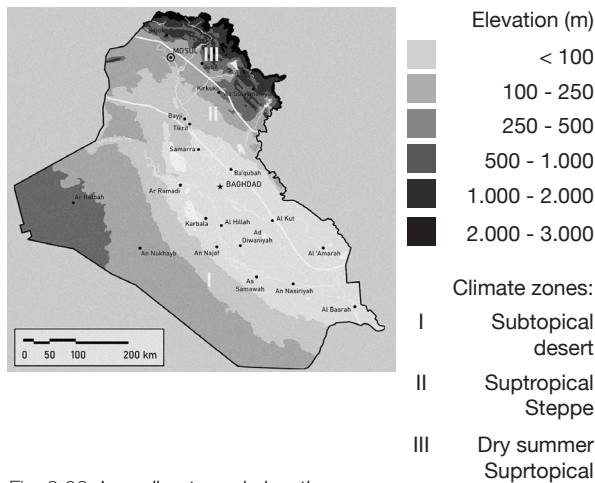 MOSUL
III
Kirkuk
II
Bayji
Tikrit
Samarra
Ba'qubah
BAGHDAD
Ar Ramadi
Ar Rutbah
Karbala
Al Hillah
Al Kut
Ad
Diwaniyah
An Nukhayb
An Najaf
Al 'Amarah
I
As
Samawah
An Nasiriyah
Al Basrah
0 50 100 200 km
Elevation (m)
< 100
100 - 250
250 - 500
500 - 1.000
1.000 - 2.000
2.000 - 3.000
Climate zones:
I Subtopical
desert
II Suptropical
Steppe
III Dry summer
Suprtopical